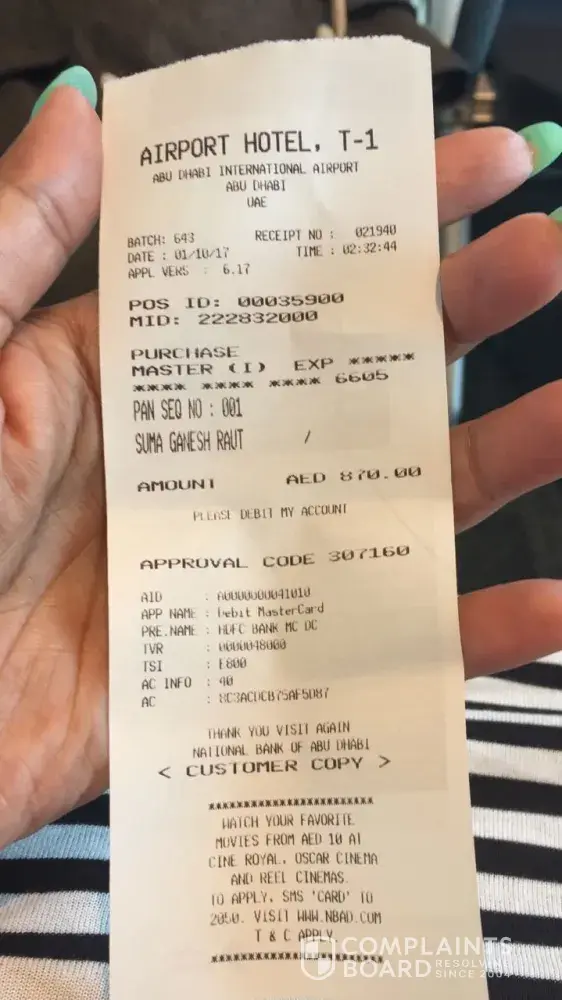 AIRPORT HOTEL, T-1
ABU DHABI INTERNATIONAL AIRPORT
ABU DHABI
UAE
BATCH: 643 RECEIPT NO : 021940
DATE : 01/10/17 TIME : 02:32:44
APPL VERS : 6.17
POS ID: 00035900
MID: 222832000
PURCHASE
MASTER (I) EXP *****
**** **** **** 6605
PAN SEQ NO : 001
SUMA GANESH RAUT /
AMOUNT AED 870.00
PLEASE DEBIT MY ACCOUNT
APPROVAL CODE 307160
AID : A0000000041010
APP NAME : Debit MasterCard
PRE.NAME : HDFC BANK MC DC
TVR : 0000048000
TSI : E800
AC INFO : 40
AC :
THANK YOU VISIT AGAIN
NATIONAL BANK OF ABU DHABI
< CUSTOMER COPY >
*************************
WATCH YOUR FAVORITE
MOVIES FROM AED 10 AT
CINE ROYAL, OSCAR CINEMA
AND REEL CINEMAS.
TO APPLY, SMS 'CARD' TO
2050. VISIT WWW.NBAD.COM
T & C APPLY
*************************
COMPLAINTS
BOARD RESOLVING
SINCE 2004